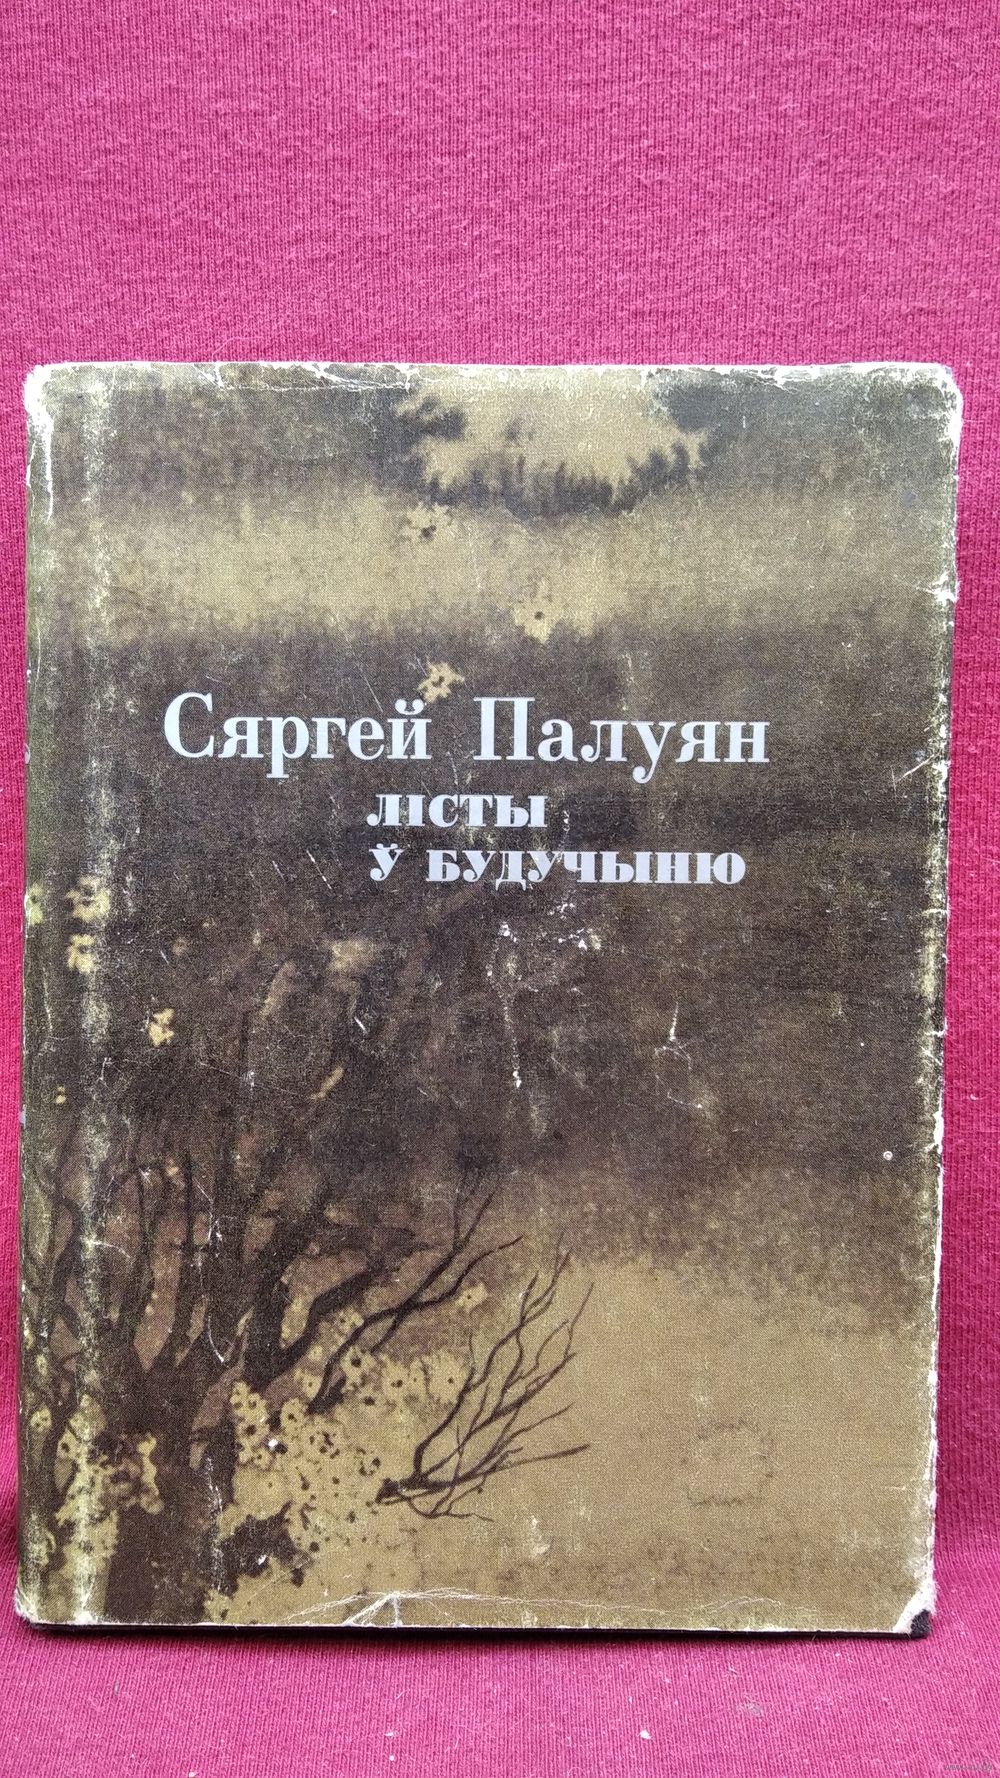 Сяргей Палуян
лісты
ў будучыню